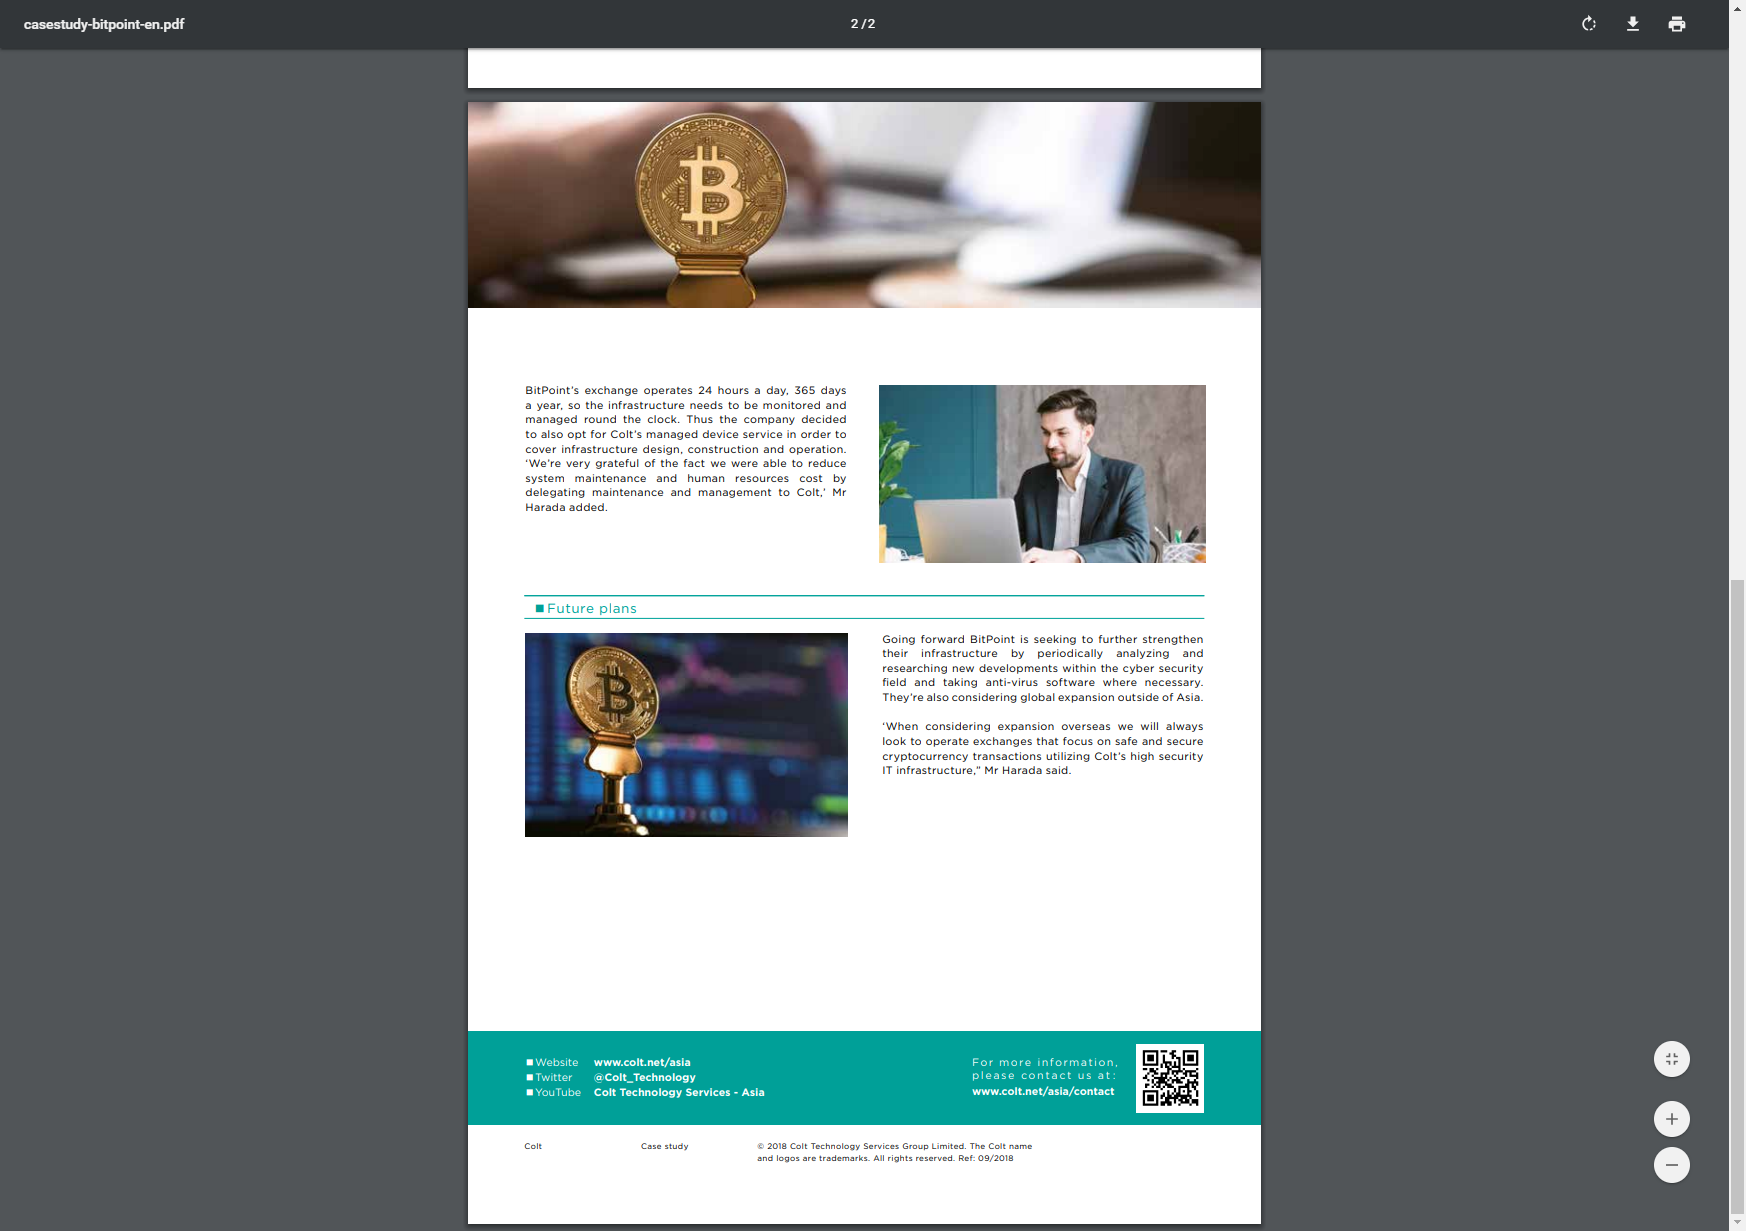 casestudy-bitpoint-en.pdf
2 / 2
BitPoint's exchange operates 24 hours a day, 365 days
a year, so the infrastructure needs to be monitored and
managed round the clock. Thus the company decided
to also opt for Colt's managed device service in order to
cover infrastructure design, construction and operation.
'We're very grateful of the fact we were able to reduce
system maintenance and human resources cost by
delegating maintenance and management to Colt,' Mr
Harada added.
Future plans
Going forward BitPoint is seeking to further strengthen
their infrastructure by periodically analyzing and
researching new developments within the cyber security
field and taking anti-virus software where necessary.
They're also considering global expansion outside of Asia.
'When considering expansion overseas we will always
look to operate exchanges that focus on safe and secure
cryptocurrency transactions utilizing Colt's high security
IT infrastructure," Mr Harada said.
Website www.colt.net/asia
Twitter @Colt_Technology
YouTube Colt Technology Services - Asia
For more information,
please contact us at:
www.colt.net/asia/contact
Colt
Case study
© 2018 Colt Technology Services Group Limited. The Colt name
and logos are trademarks. All rights reserved. Ref: 09/2018